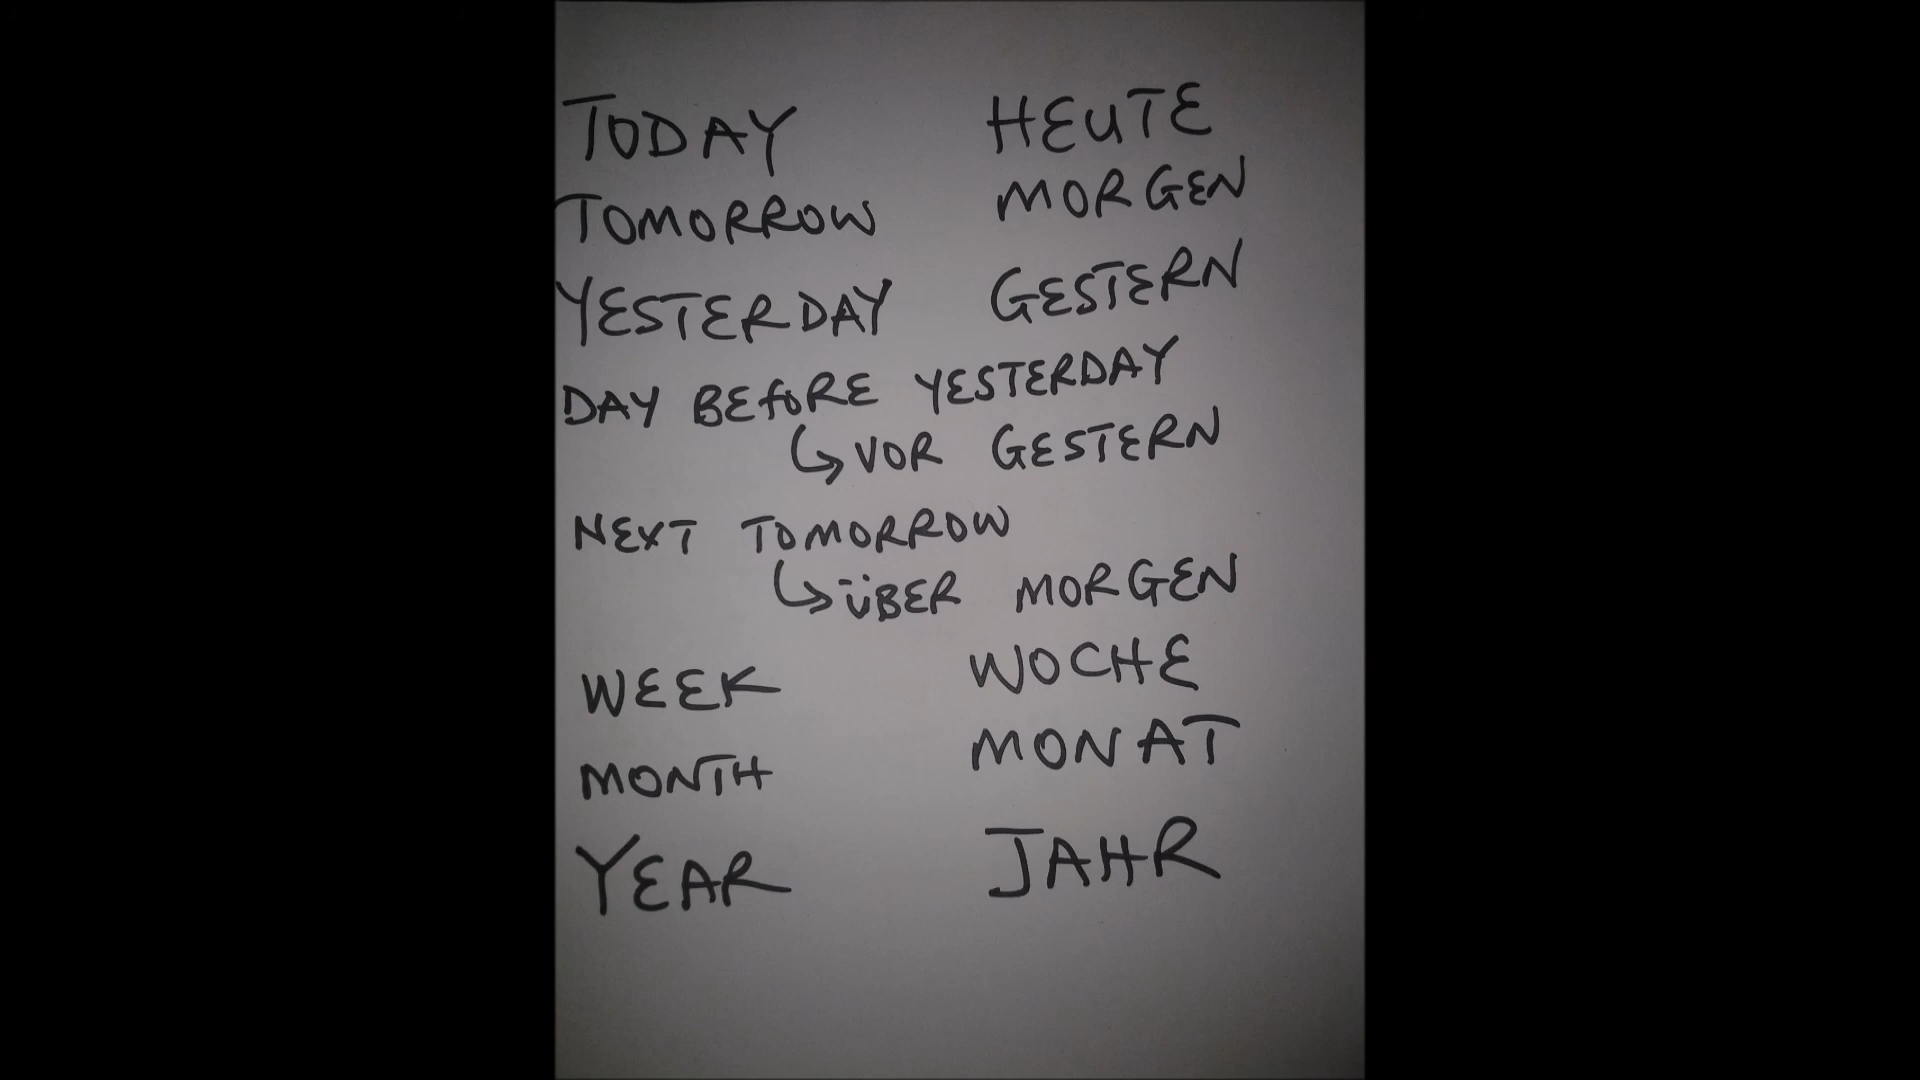 TODAY HEUTE
TOMORROW MORGEN
YESTERDAY GESTERN
DAY BEFORE YESTERDAY
↳ VOR GESTERN
NEXT TOMORROW
↳ ÜBER MORGEN
WEEK WOCHE
MONTH MONAT
YEAR JAHR